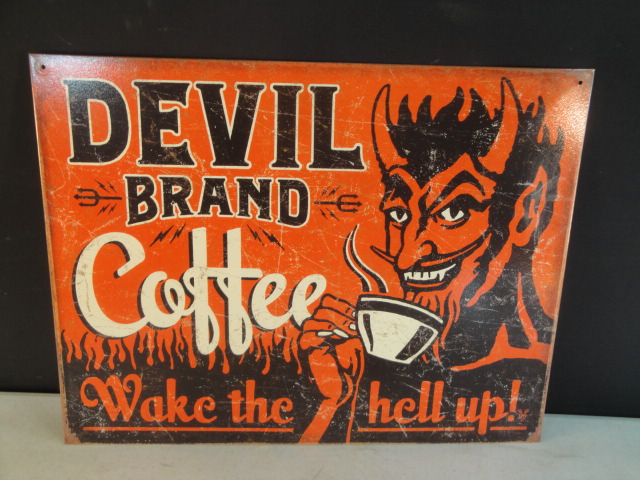 DEVIL
BRAND
Coffee
Wake the hell up!